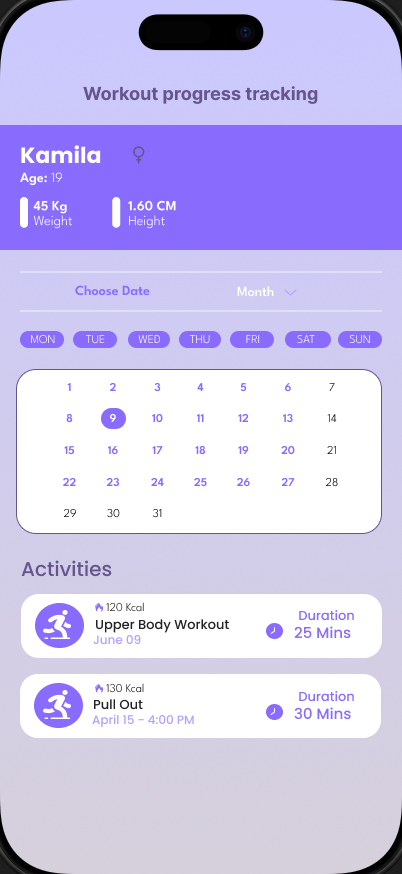 Workout progress tracking
Kamila
Age: 19
45 Kg
Weight
1.60 CM
Height
Choose Date
Month
MON TUE WED THU FRI SAT SUN
1 2 3 4 5 6 7
8 9 10 11 12 13 14
15 16 17 18 19 20 21
22 23 24 25 26 27 28
29 30 31
Activities
120 Kcal
Upper Body Workout
June 09
Duration
25 Mins
130 Kcal
Pull Out
April 15 - 4:00 PM
Duration
30 Mins